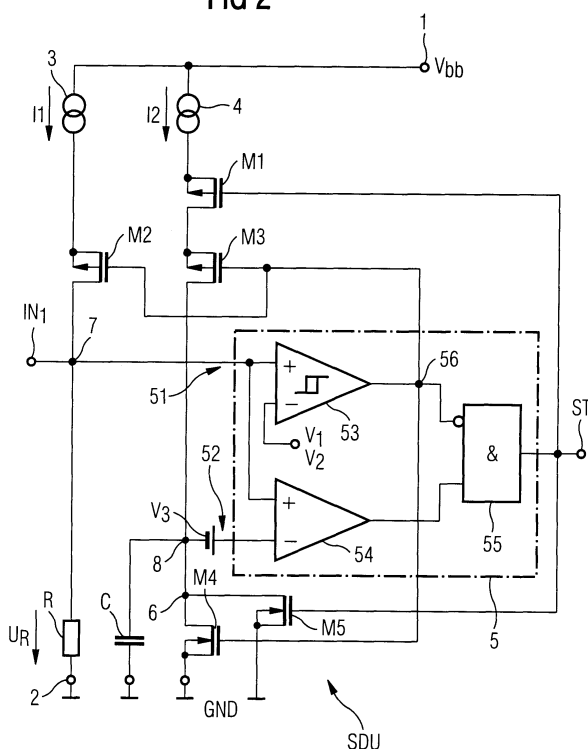 Fig 2
1
Vbb
3
I1
I2
4
M1
M2
M3
IN1
7
51
+
−
53
56
V1
V2
ST
&
52
V3
+
−
54
55
8
M4
6
M5
5
R
C
UR
2
GND
SDU